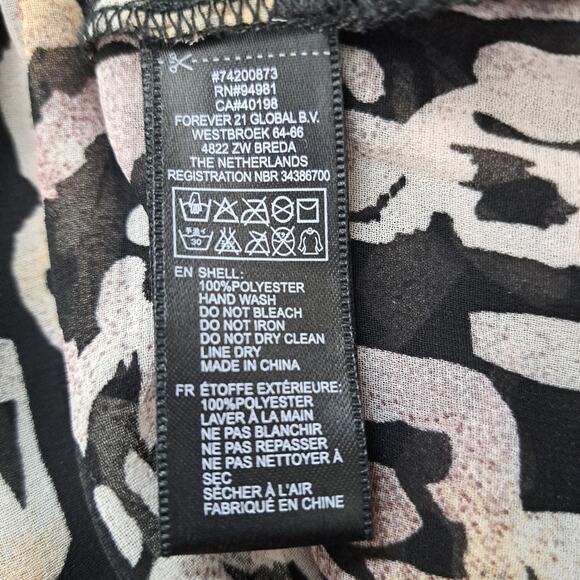 #74200873
RN#94981
CA#40198
FOREVER 21 GLOBAL B.V.
WESTBROEK 64-66
4822 ZW BREDA
THE NETHERLANDS
REGISTRATION NBR 34386700
30
EN SHELL:
100%POLYESTER
HAND WASH
DO NOT BLEACH
DO NOT IRON
DO NOT DRY CLEAN
LINE DRY
MADE IN CHINA
FR ÉTOFFE EXTÉRIEURE:
100%POLYESTER
LAVER À LA MAIN
NE PAS BLANCHIR
NE PAS REPASSER
NE PAS NETTOYER À
SEC
SÉCHER À L'AIR
FABRIQUÉ EN CHINE